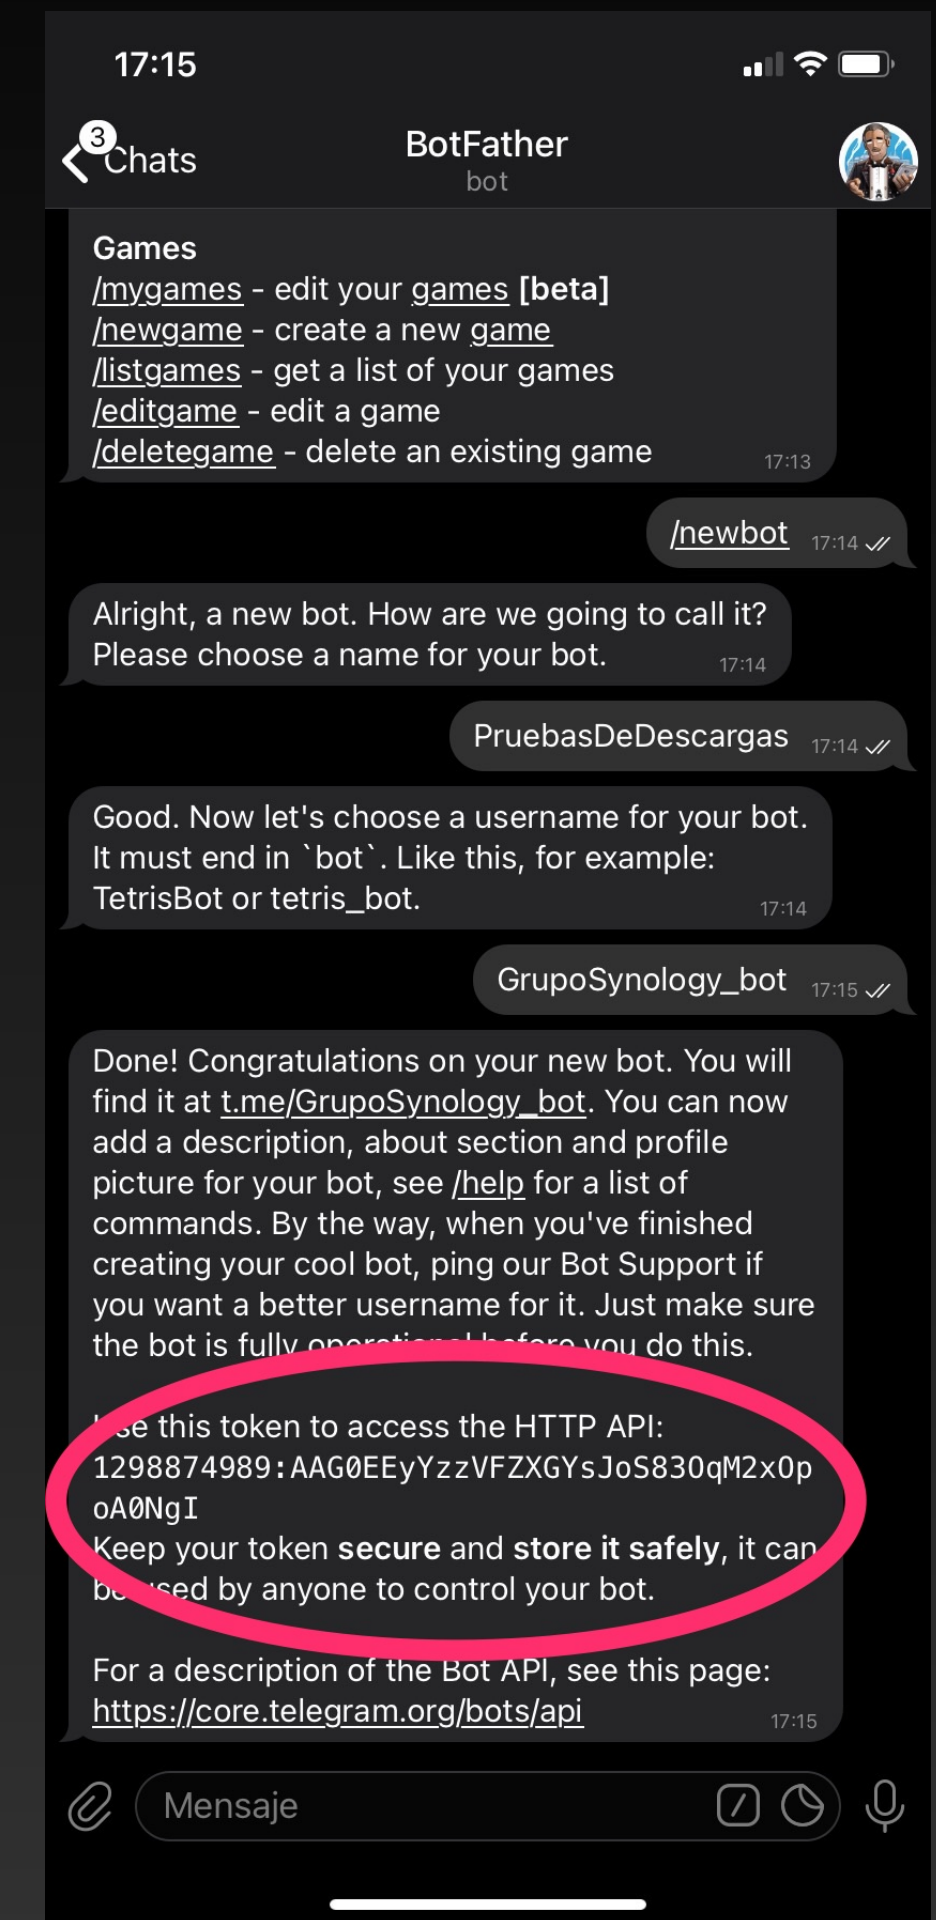 17:15
3
Chats
BotFather
bot
Games
/mygames - edit your games [beta]
/newgame - create a new game
/listgames - get a list of your games
/editgame - edit a game
/deletegame - delete an existing game
17:13
/newbot 17:14
Alright, a new bot. How are we going to call it?
Please choose a name for your bot.
17:14
PruebasDeDescargas 17:14
Good. Now let's choose a username for your bot.
It must end in `bot`. Like this, for example:
TetrisBot or tetris_bot.
17:14
GrupoSynology_bot 17:15
Done! Congratulations on your new bot. You will
find it at t.me/GrupoSynology_bot. You can now
add a description, about section and profile
picture for your bot, see /help for a list of
commands. By the way, when you've finished
creating your cool bot, ping our Bot Support if
you want a better username for it. Just make sure
the bot is fully operational before you do this.
Use this token to access the HTTP API:
1298874989:AAG0EEyYzzVFZXGYsJoS83OqM2xOp
oA0NgI
Keep your token secure and store it safely, it can
be used by anyone to control your bot.
For a description of the Bot API, see this page:
https://core.telegram.org/bots/api
17:15
Mensaje